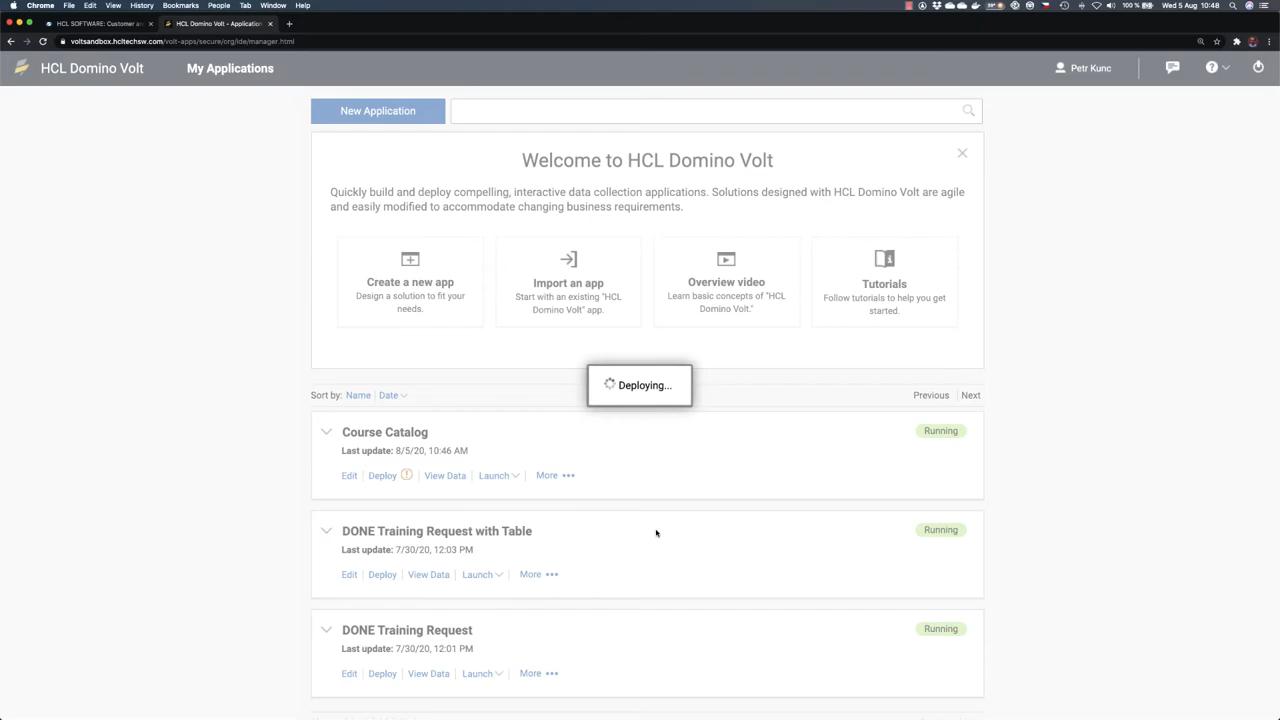 Chrome File Edit View History Bookmarks People Tab Window Help 100 % Wed 5 Aug 10:48
HCL SOFTWARE: Customer an
HCL Domino Volt - Application
voltsandbox.hcltechsw.com/volt-apps/secure/org/ide/manager.html
HCL Domino Volt My Applications Petr Kunc
New Application
Welcome to HCL Domino Volt
Quickly build and deploy compelling, interactive data collection applications. Solutions designed with HCL Domino Volt are agile
and easily modified to accommodate changing business requirements.
Create a new app
Design a solution to fit your
needs.
Import an app
Start with an existing "HCL
Domino Volt" app.
Overview video
Learn basic concepts of "HCL
Domino Volt."
Tutorials
Follow tutorials to help you get
started.
Deploying...
Sort by: Name | Date Previous | Next
Course Catalog Running
Last update: 8/5/20, 10:46 AM
Edit | Deploy | View Data | Launch | More •••
DONE Training Request with Table Running
Last update: 7/30/20, 12:03 PM
Edit | Deploy | View Data | Launch | More •••
DONE Training Request Running
Last update: 7/30/20, 12:01 PM
Edit | Deploy | View Data | Launch | More •••